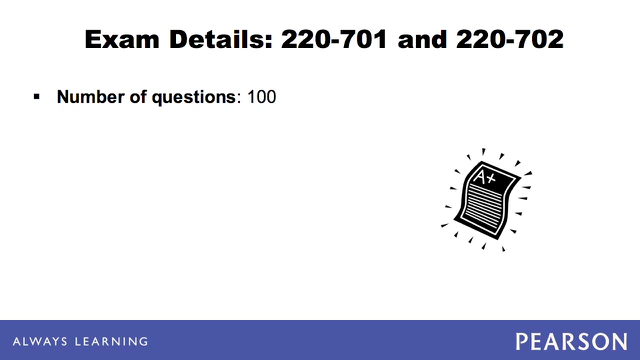 Exam Details: 220-701 and 220-702
▪ Number of questions: 100
A+
ALWAYS LEARNING
PEARSON